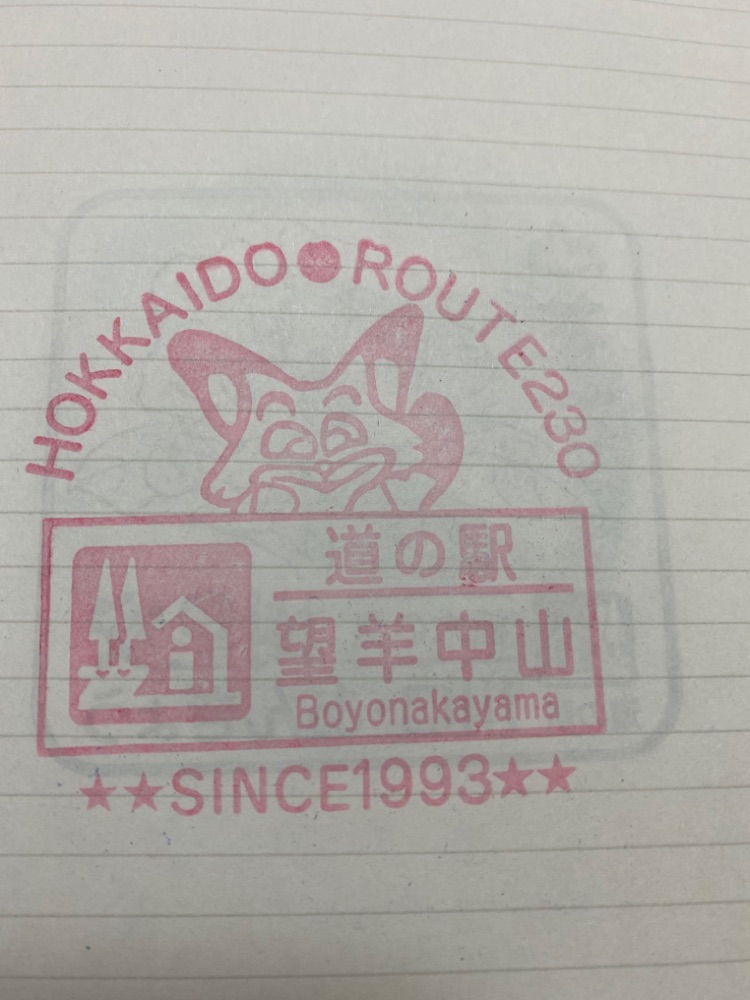 HOKKAIDO●ROUTE230
道の駅
望羊中山
Boyonakayama
★★SINCE1993★★